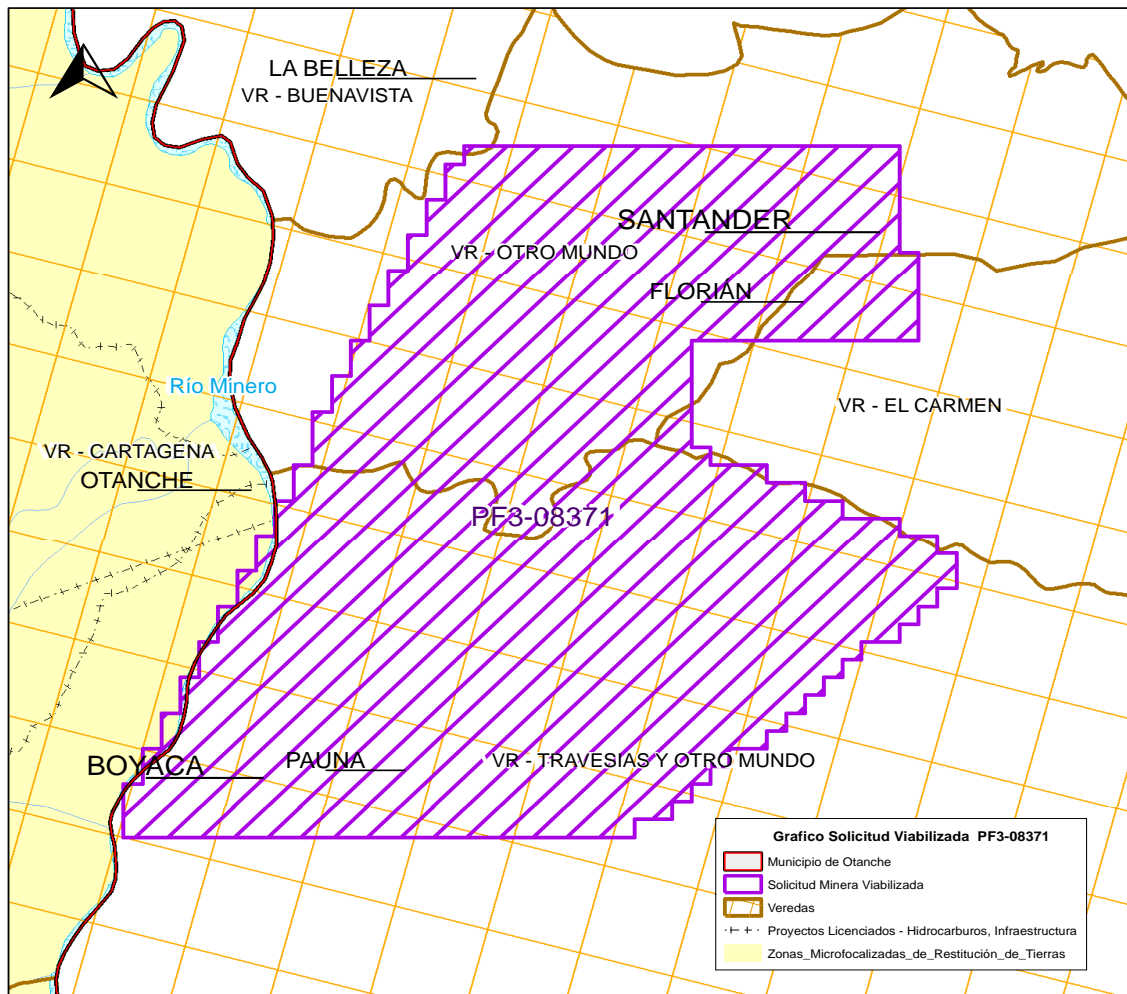 LA BELLEZA
VR - BUENAVISTA
SANTANDER
VR - OTRO MUNDO
FLORIÁN
Río Minero
VR - EL CARMEN
VR - CARTAGENA
OTANCHE
PF3-08371
BOYACA
PAUNA
VR - TRAVESIAS Y OTRO MUNDO
Grafico Solicitud Viabilizada PF3-08371
Municipio de Otanche
Solicitud Minera Viabilizada
Veredas
Proyectos Licenciados - Hidrocarburos, Infraestructura
Zonas_Microfocalizadas_de_Restitución_de_Tierras